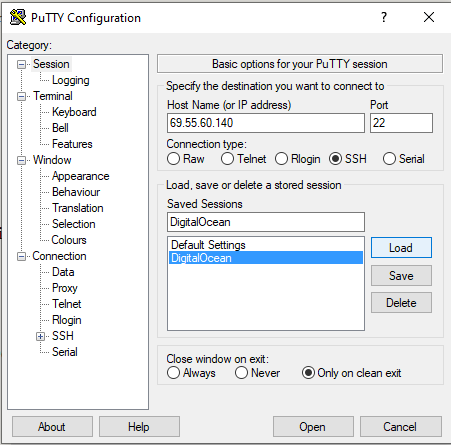 PuTTY Configuration
?
Category:
Session
Logging
Terminal
Keyboard
Bell
Features
Window
Appearance
Behaviour
Translation
Selection
Colours
Connection
Data
Proxy
Telnet
Rlogin
SSH
Serial
Basic options for your PuTTY session
Specify the destination you want to connect to
Host Name (or IP address) Port
69.55.60.140 22
Connection type:
Raw Telnet Rlogin SSH Serial
Load, save or delete a stored session
Saved Sessions
DigitalOcean
Default Settings
DigitalOcean
Load
Save
Delete
Close window on exit:
Always Never Only on clean exit
About Help Open Cancel